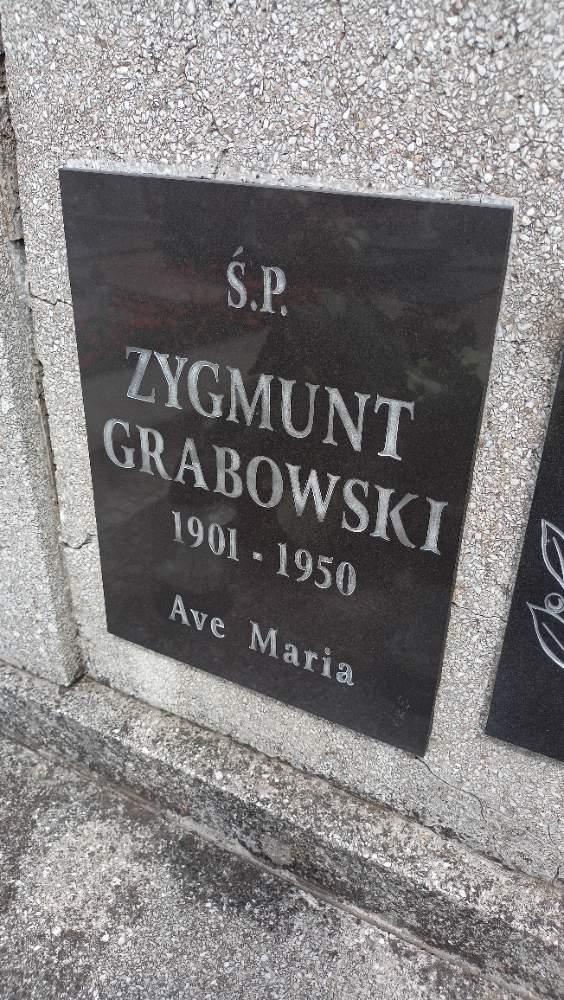 Ś.P.
ZYGMUNT
GRABOWSKI
1901 - 1950
Ave Maria